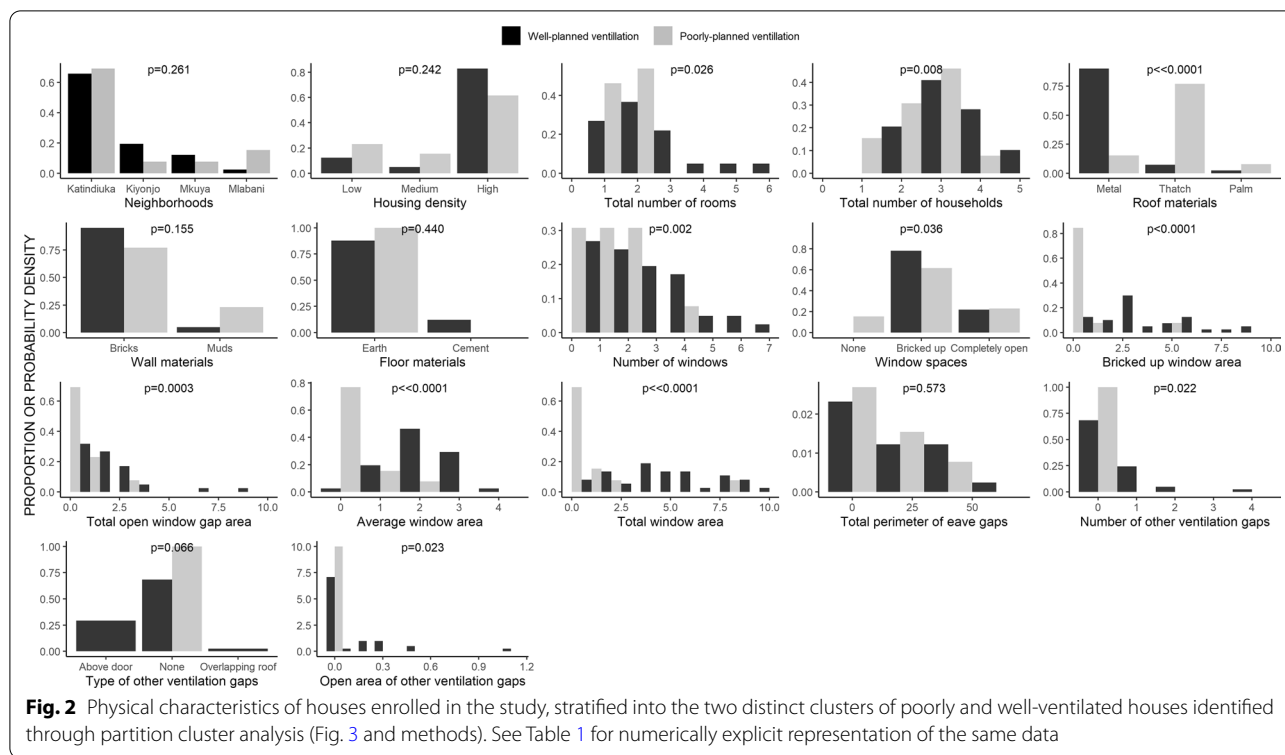 Well-planned ventillation Poorly-planned ventillation
PROPORTION OR PROBABILITY DENSITY
p=0.261
0.6
0.4
0.2
0.0
Katindiuka Kiyonjo Mkuya Mlabani
Neighborhoods
p=0.242
0.8
0.6
0.4
0.2
0.0
Low Medium High
Housing density
p=0.026
0.4
0.2
0.0
0 1 2 3 4 5 6
Total number of rooms
p=0.008
0.4
0.3
0.2
0.1
0.0
0 1 2 3 4 5
Total number of households
p<<0.0001
0.75
0.50
0.25
0.00
Metal Thatch Palm
Roof materials
p=0.155
0.75
0.50
0.25
0.00
Bricks Muds
Wall materials
p=0.440
1.00
0.75
0.50
0.25
0.00
Earth Cement
Floor materials
p=0.002
0.3
0.2
0.1
0.0
0 1 2 3 4 5 6 7
Number of windows
p=0.036
0.8
0.6
0.4
0.2
0.0
None Bricked up Completely open
Window spaces
p<0.0001
0.8
0.6
0.4
0.2
0.0
0.0 2.5 5.0 7.5 10.0
Bricked up window area
p=0.0003
0.6
0.4
0.2
0.0
0.0 2.5 5.0 7.5 10.0
Total open window gap area
p<<0.0001
0.8
0.6
0.4
0.2
0.0
0 1 2 3 4
Average window area
p<<0.0001
0.6
0.4
0.2
0.0
0.0 2.5 5.0 7.5 10.0
Total window area
p=0.573
0.02
0.01
0.00
0 25 50
Total perimeter of eave gaps
p=0.022
1.00
0.75
0.50
0.25
0.00
0 1 2 3 4
Number of other ventilation gaps
p=0.066
1.00
0.75
0.50
0.25
0.00
Above door None Overlapping roof
Type of other ventilation gaps
p=0.023
10.0
7.5
5.0
2.5
0.0
0.0 0.3 0.6 0.9 1.2
Open area of other ventilation gaps
Fig. 2 Physical characteristics of houses enrolled in the study, stratified into the two distinct clusters of poorly and well-ventilated houses identified
through partition cluster analysis (Fig. 3 and methods). See Table 1 for numerically explicit representation of the same data